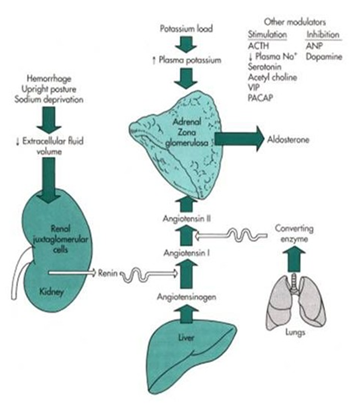 Potassium load
↑ Plasma potassium
Other modulators
Stimulation
ACTH
↓ Plasma No⁺
Serotonin
Acetyl choline
VIP
PACAP
Inhibition
ANP
Dopamine
Hemorrhage
Upright posture
Sodium deprivation
↓ Extracellular fluid
volume
Adrenal
Zona
glomerulosa
Aldosterone
Renal
juxtaglomerular
cells
Kidney
Renin
Angiotensin II
Angiotensin I
Angiotensinogen
Converting
enzyme
Lungs
Liver